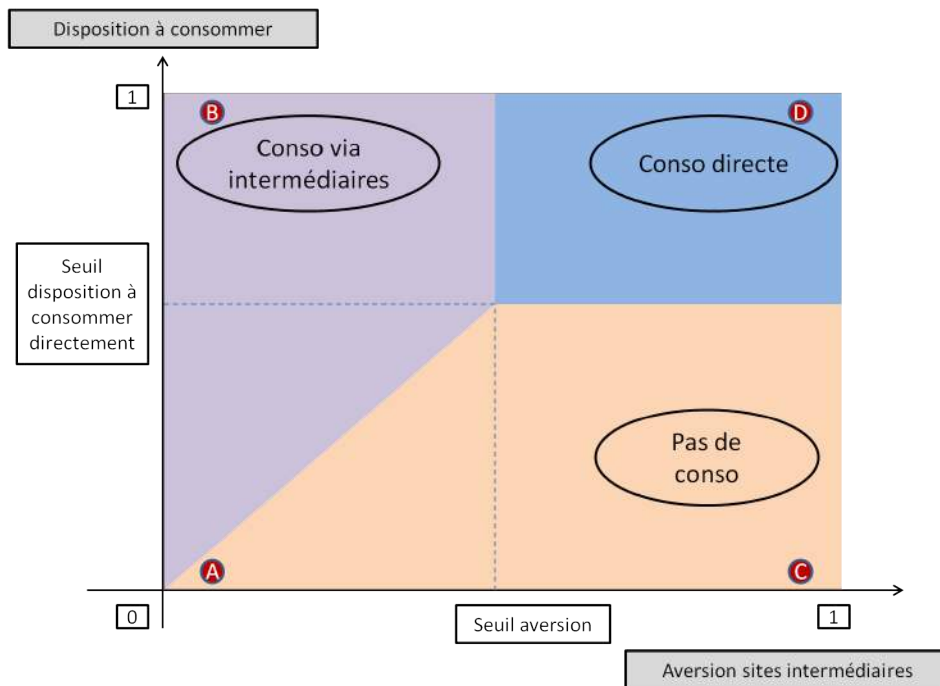 Disposition à consommer
1
B
D
Conso via
intermédiaires
Conso directe
Seuil
disposition à
consommer
directement
Pas de
conso
A
C
0
Seuil aversion
1
Aversion sites intermédiaires